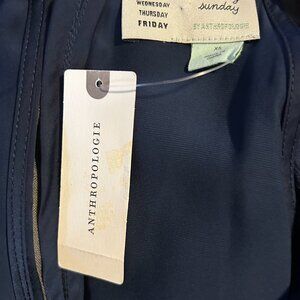 WEDNESDAY
THURSDAY
FRIDAY
sunday
BY ANTHROPOLOGIE
XS
ANTHROPOLOGIE